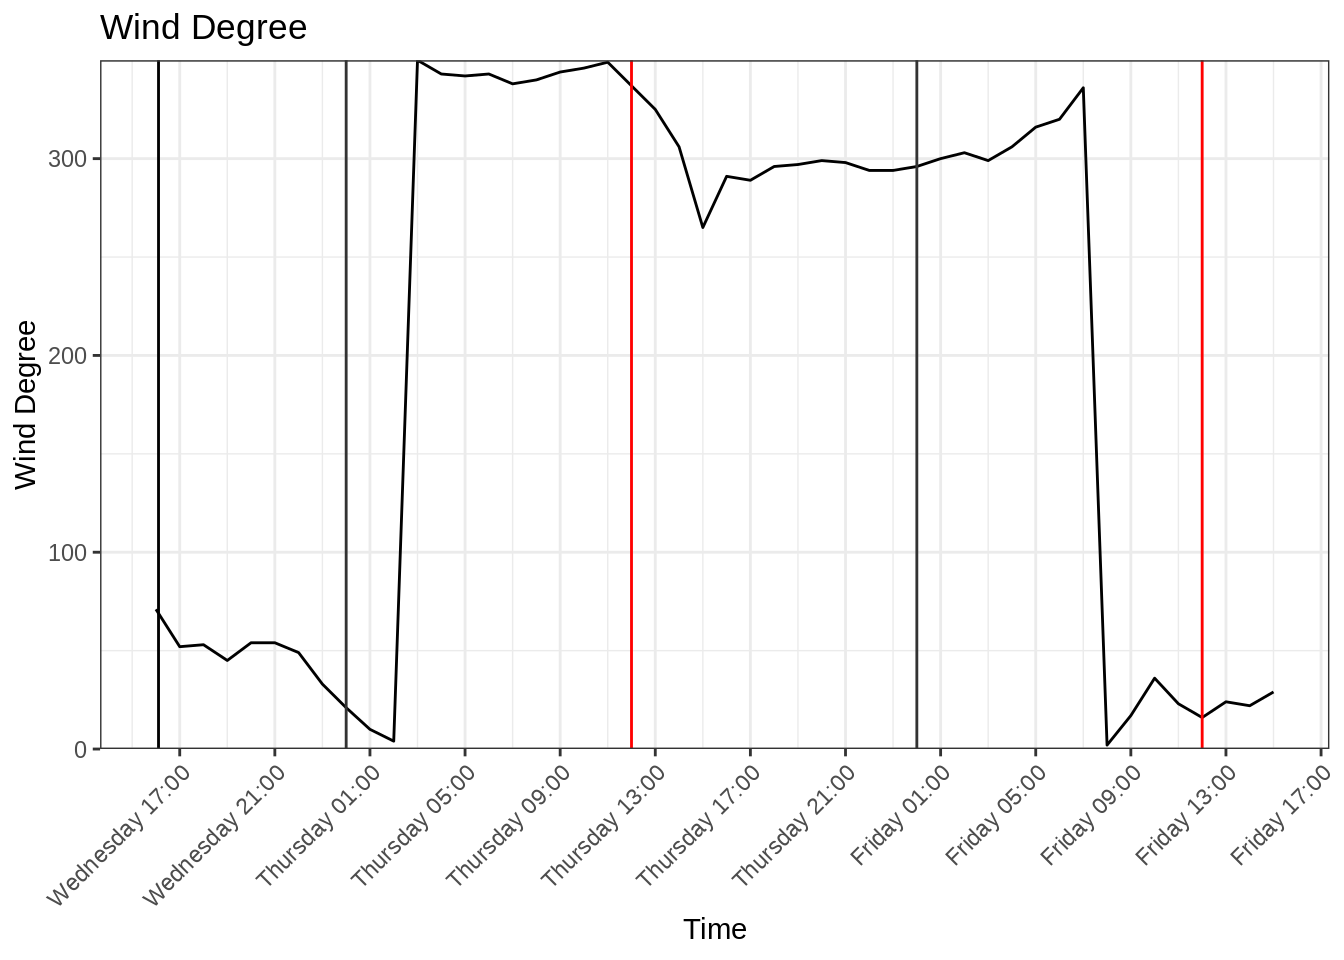 Wind Degree
Wind Degree
300
200
100
0
Wednesday 17:00
Wednesday 21:00
Thursday 01:00
Thursday 05:00
Thursday 09:00
Thursday 13:00
Thursday 17:00
Thursday 21:00
Friday 01:00
Friday 05:00
Friday 09:00
Friday 13:00
Friday 17:00
Time